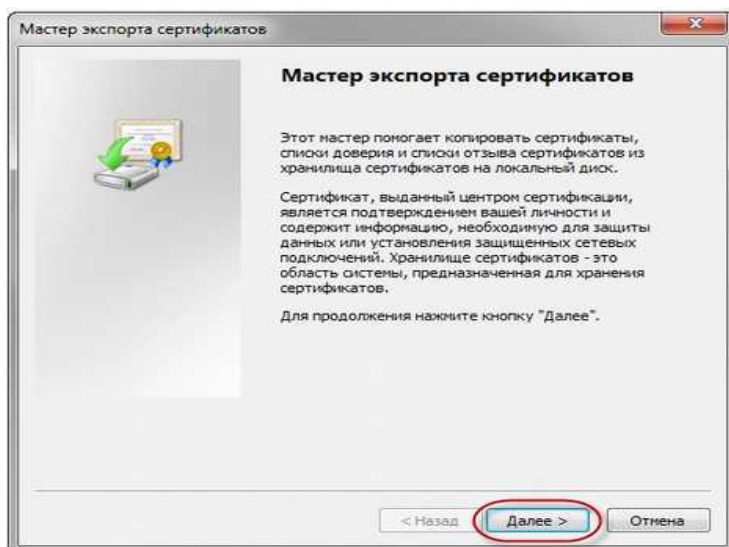 Мастер экспорта сертификатов
Мастер экспорта сертификатов
Этот мастер помогает копировать сертификаты,
списки доверия и списки отзыва сертификатов из
хранилища сертификатов на локальный диск.
Сертификат, выданный центром сертификации,
является подтверждением вашей личности и
содержит информацию, необходимую для защиты
данных или установления защищенных сетевых
подключений. Хранилище сертификатов - это
область системы, предназначенная для хранения
сертификатов.
Для продолжения нажмите кнопку "Далее".
< Назад Далее > Отмена